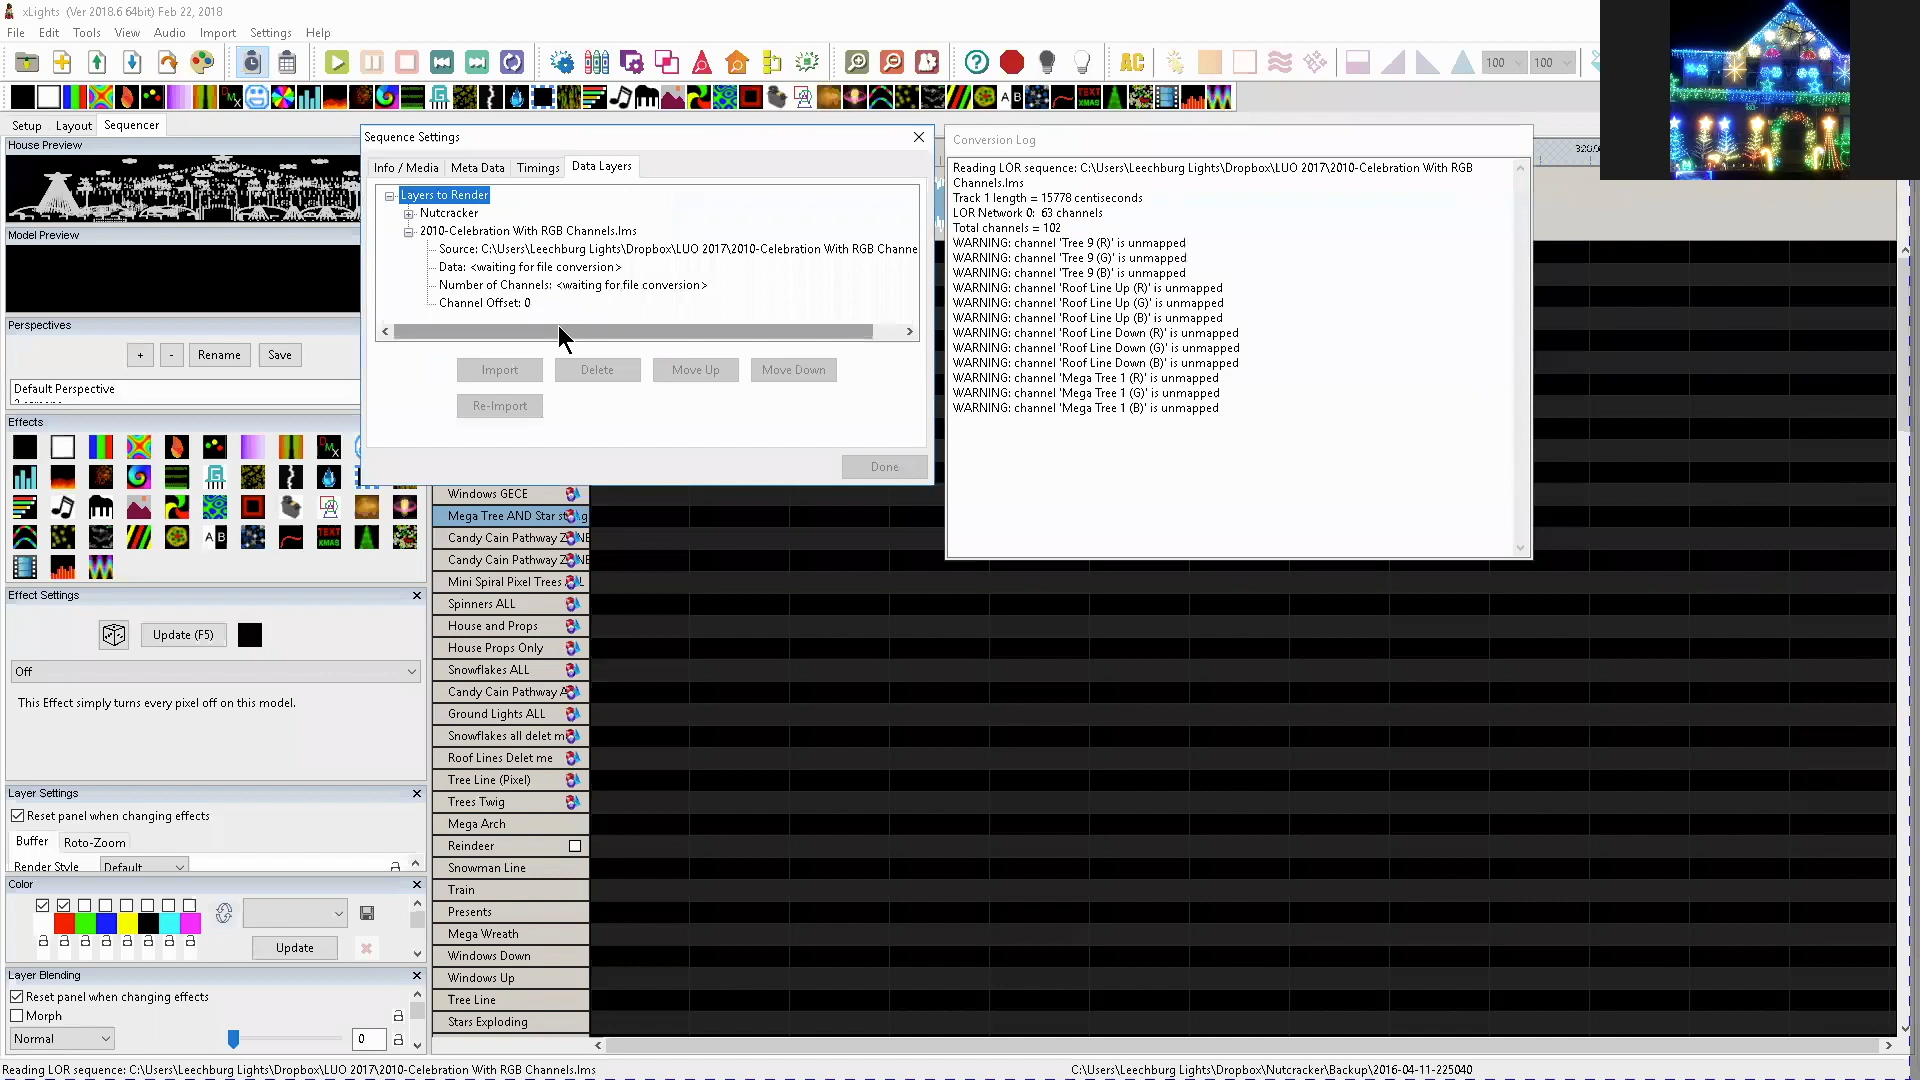 xLights (Ver 2018.6 64bit) Feb 22, 2018
File Edit Tools View Audio Import Settings Help
AC 100 100
Setup Layout Sequencer
House Preview
Model Preview
Perspectives
+ - Rename Save
Default Perspective
Effects
Effect Settings
Update (F5)
Off
This Effect simply turns every pixel off on this model.
Layer Settings
Reset panel when changing effects
Buffer Roto-Zoom
Render Style Default
Color
Update
Layer Blending
Reset panel when changing effects
Morph
Normal 0
Sequence Settings
Info / Media Meta Data Timings Data Layers
Layers to Render
Nutcracker
2010-Celebration With RGB Channels.lms
Source: C:\Users\Leechburg Lights\Dropbox\LUO 2017\2010-Celebration With RGB Channe
Data: <waiting for file conversion>
Number of Channels: <waiting for file conversion>
Channel Offset: 0
Import Delete Move Up Move Down
Re-Import
Done
Conversion Log
Reading LOR sequence: C:\Users\Leechburg Lights\Dropbox\LUO 2017\2010-Celebration With RGB
Channels.lms
Track 1 length = 15778 centiseconds
LOR Network 0: 63 channels
Total channels = 102
WARNING: channel 'Tree 9 (R)' is unmapped
WARNING: channel 'Tree 9 (G)' is unmapped
WARNING: channel 'Tree 9 (B)' is unmapped
WARNING: channel 'Roof Line Up (R)' is unmapped
WARNING: channel 'Roof Line Up (G)' is unmapped
WARNING: channel 'Roof Line Up (B)' is unmapped
WARNING: channel 'Roof Line Down (R)' is unmapped
WARNING: channel 'Roof Line Down (G)' is unmapped
WARNING: channel 'Roof Line Down (B)' is unmapped
WARNING: channel 'Mega Tree 1 (R)' is unmapped
WARNING: channel 'Mega Tree 1 (G)' is unmapped
WARNING: channel 'Mega Tree 1 (B)' is unmapped
Windows GECE
Mega Tree AND Star
Candy Cain Pathway
Candy Cain Pathway
Mini Spiral Pixel Trees
Spinners ALL
House and Props
House Props Only
Snowflakes ALL
Candy Cain Pathway
Ground Lights ALL
Snowflakes all delet
Roof Lines Delet me
Tree Line (Pixel)
Trees Twig
Mega Arch
Reindeer
Snowman Line
Train
Presents
Mega Wreath
Windows Down
Windows Up
Tree Line
Stars Exploding
Reading LOR sequence: C:\Users\Leechburg Lights\Dropbox\LUO 2017\2010-Celebration With RGB Channels.lms
C:\Users\Leechburg Lights\Dropbox\Nutcracker\Backup\2016-04-11-225040